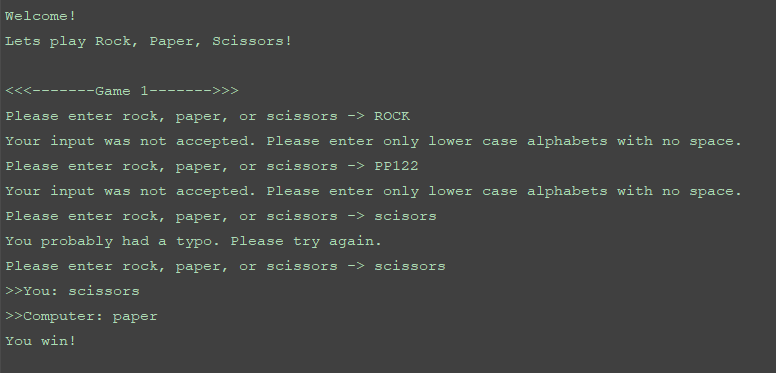 Welcome!
Lets play Rock, Paper, Scissors!
<<<-------Game 1------->>>
Please enter rock, paper, or scissors -> ROCK
Your input was not accepted. Please enter only lower case alphabets with no space.
Please enter rock, paper, or scissors -> PP122
Your input was not accepted. Please enter only lower case alphabets with no space.
Please enter rock, paper, or scissors -> scisors
You probably had a typo. Please try again.
Please enter rock, paper, or scissors -> scissors
>>You: scissors
>>Computer: paper
You win!